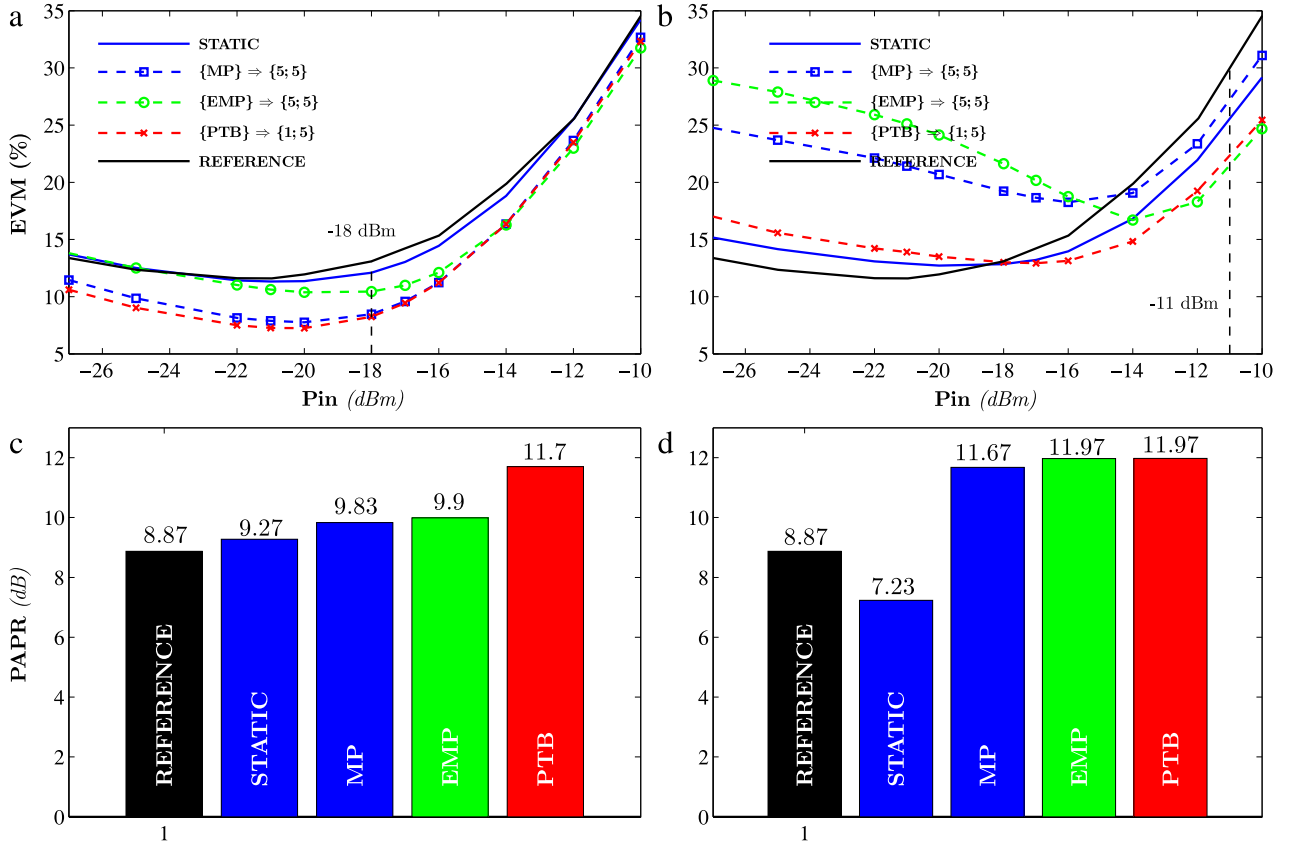 a
35
30
25
20
15
10
5
EVM (%)
STATIC
{MP} ⇒ {5; 5}
{EMP} ⇒ {5; 5}
{PTB} ⇒ {1; 5}
REFERENCE
-18 dBm
−26 −24 −22 −20 −18 −16 −14 −12 −10
Pin (dBm)
b
35
30
25
20
15
10
5
STATIC
{MP} ⇒ {5; 5}
{EMP} ⇒ {5; 5}
{PTB} ⇒ {1; 5}
REFERENCE
-11 dBm
−26 −24 −22 −20 −18 −16 −14 −12 −10
Pin (dBm)
c
12
10
8
6
4
2
0
PAPR (dB)
8.87
9.27
9.83
9.9
11.7
REFERENCE
STATIC
MP
EMP
PTB
1
d
12
10
8
6
4
2
0
8.87
7.23
11.67
11.97
11.97
REFERENCE
STATIC
MP
EMP
PTB
1